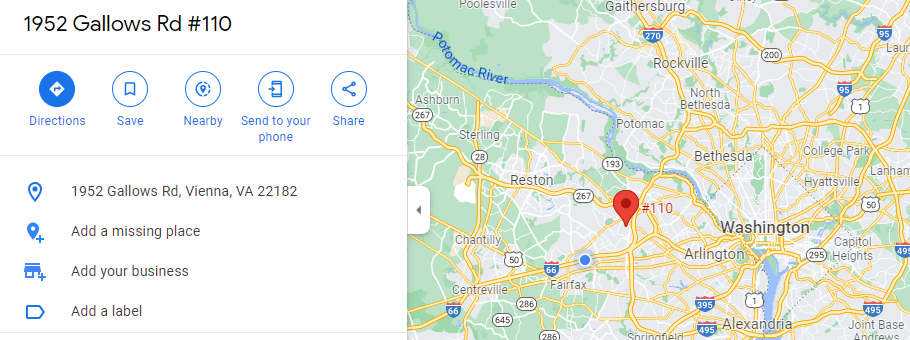 1952 Gallows Rd #110
Directions
Save
Nearby
Send to your
phone
Share
1952 Gallows Rd, Vienna, VA 22182
Add a missing place
Add your business
Add a label
Poolesville
Gaithersburg
270
95
200
Rockville
Potomac River
North
Bethesda
95
1
Ashburn
267
Sterling
Potomac
28
193
Bethesda
College Park
Hyattsville
Lanham
Reston
267
50
#110
Washington
Chantilly
50
Arlington
Capitol
Heights
295
495
66
Fairfax
Centreville
66
286
286
395
1
495
645
495
Alexandria
Springfield
Joint Base
Andrews